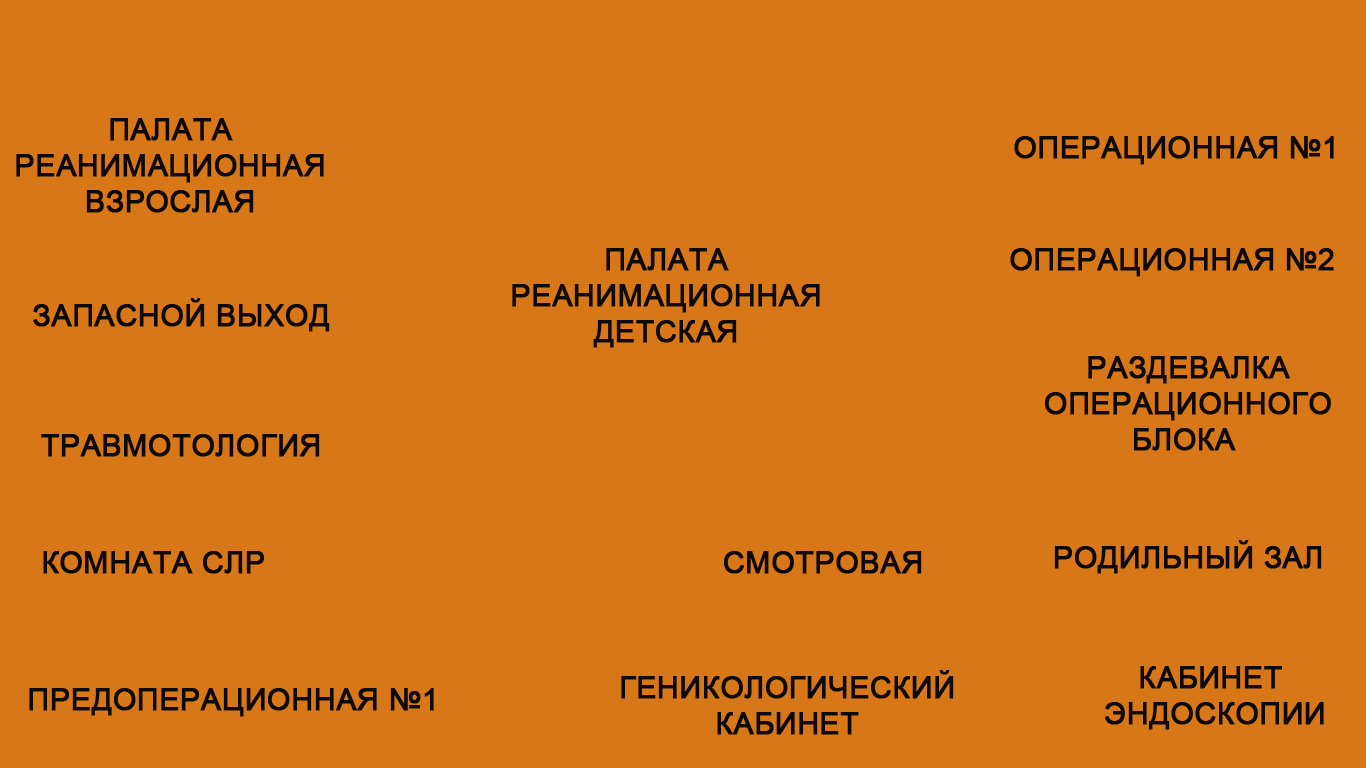 ПАЛАТА
РЕАНИМАЦИОННАЯ
ВЗРОСЛАЯ
ОПЕРАЦИОННАЯ №1
ПАЛАТА
РЕАНИМАЦИОННАЯ
ДЕТСКАЯ
ОПЕРАЦИОННАЯ №2
ЗАПАСНОЙ ВЫХОД
РАЗДЕВАЛКА
ОПЕРАЦИОННОГО
БЛОКА
ТРАВМОТОЛОГИЯ
КОМНАТА СЛР
СМОТРОВАЯ
РОДИЛЬНЫЙ ЗАЛ
ПРЕДОПЕРАЦИОННАЯ №1
ГЕНИКОЛОГИЧЕСКИЙ
КАБИНЕТ
КАБИНЕТ
ЭНДОСКОПИИ